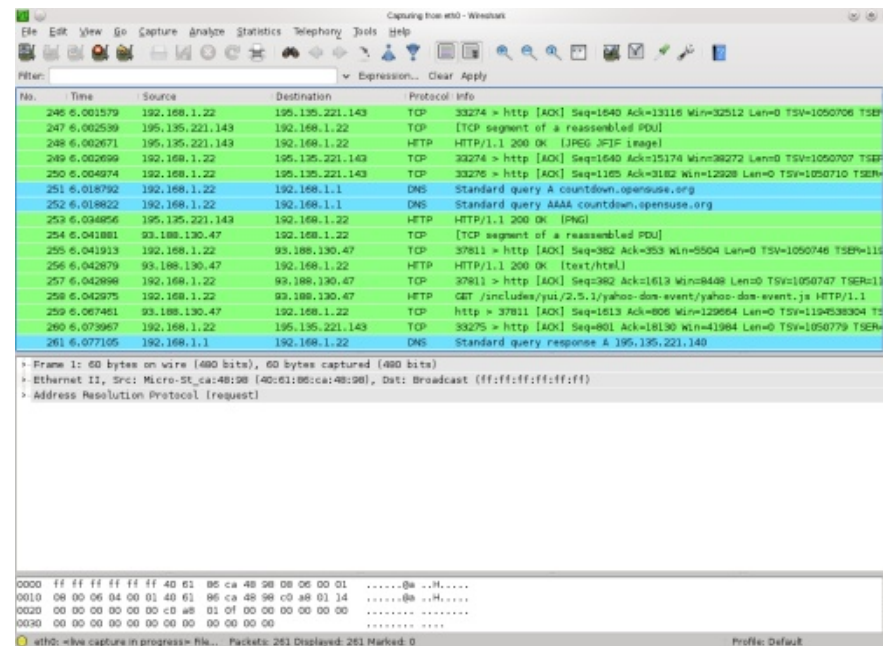 Capturing from eth0 - Wireshark
File Edit View Go Capture Analyze Statistics Telephony Tools Help
Filter: Expression... Clear Apply
No. Time Source Destination Protocol Info
246 6.001579 192.168.1.22 195.135.221.143 TCP 33274 > http [ACK] Seq=1640 Ack=13116 Win=32512 Len=0 TSV=1050706 TSER
247 6.002539 195.135.221.143 192.168.1.22 TCP [TCP segment of a reassembled PDU]
248 6.002671 195.135.221.143 192.168.1.22 HTTP HTTP/1.1 200 OK (JPEG JFIF image)
249 6.002699 192.168.1.22 195.135.221.143 TCP 33274 > http [ACK] Seq=1640 Ack=15174 Win=38272 Len=0 TSV=1050707 TSER
250 6.004974 192.168.1.22 195.135.221.143 TCP 33276 > http [ACK] Seq=1165 Ack=3182 Win=12928 Len=0 TSV=1050710 TSER=
251 6.018792 192.168.1.22 192.168.1.1 DNS Standard query A countdown.opensuse.org
252 6.018822 192.168.1.22 192.168.1.1 DNS Standard query AAAA countdown.opensuse.org
253 6.034856 195.135.221.143 192.168.1.22 HTTP HTTP/1.1 200 OK (PNG)
254 6.041881 93.188.130.47 192.168.1.22 TCP [TCP segment of a reassembled PDU]
255 6.041913 192.168.1.22 93.188.130.47 TCP 37811 > http [ACK] Seq=382 Ack=353 Win=6504 Len=0 TSV=1050746 TSER=119
256 6.042879 93.188.130.47 192.168.1.22 HTTP HTTP/1.1 200 OK (text/html)
257 6.042898 192.168.1.22 93.188.130.47 TCP 37811 > http [ACK] Seq=382 Ack=1613 Win=8448 Len=0 TSV=1050747 TSER=11
258 6.042975 192.168.1.22 93.188.130.47 HTTP GET /includes/yui/2.5.1/yahoo-dom-event/yahoo-dom-event.js HTTP/1.1
259 6.067461 93.188.130.47 192.168.1.22 TCP http > 37811 [ACK] Seq=1613 Ack=806 Win=129664 Len=0 TSV=1194538304 TS
260 6.073967 192.168.1.22 195.135.221.143 TCP 33275 > http [ACK] Seq=801 Ack=18130 Win=41984 Len=0 TSV=1050779 TSER=
261 6.077105 192.168.1.1 192.168.1.22 DNS Standard query response A 195.135.221.140
Frame 1: 60 bytes on wire (480 bits), 60 bytes captured (480 bits)
Ethernet II, Src: Micro-St_ca:48:98 (40:61:86:ca:48:98), Dst: Broadcast (ff:ff:ff:ff:ff:ff)
Address Resolution Protocol (request)
0000 ff ff ff ff ff ff 40 61 86 ca 48 98 08 06 00 01 ......@a ..H.....
0010 08 00 06 04 00 01 40 61 86 ca 48 98 c0 a8 01 14 ......@a ..H.....
0020 00 00 00 00 00 00 c0 a8 01 0f 00 00 00 00 00 00 ........ ........
0030 00 00 00 00 00 00 00 00 00 00 00 00 ........ ....
eth0: <live capture in progress> File... Packets: 261 Displayed: 261 Marked: 0 Profile: Default